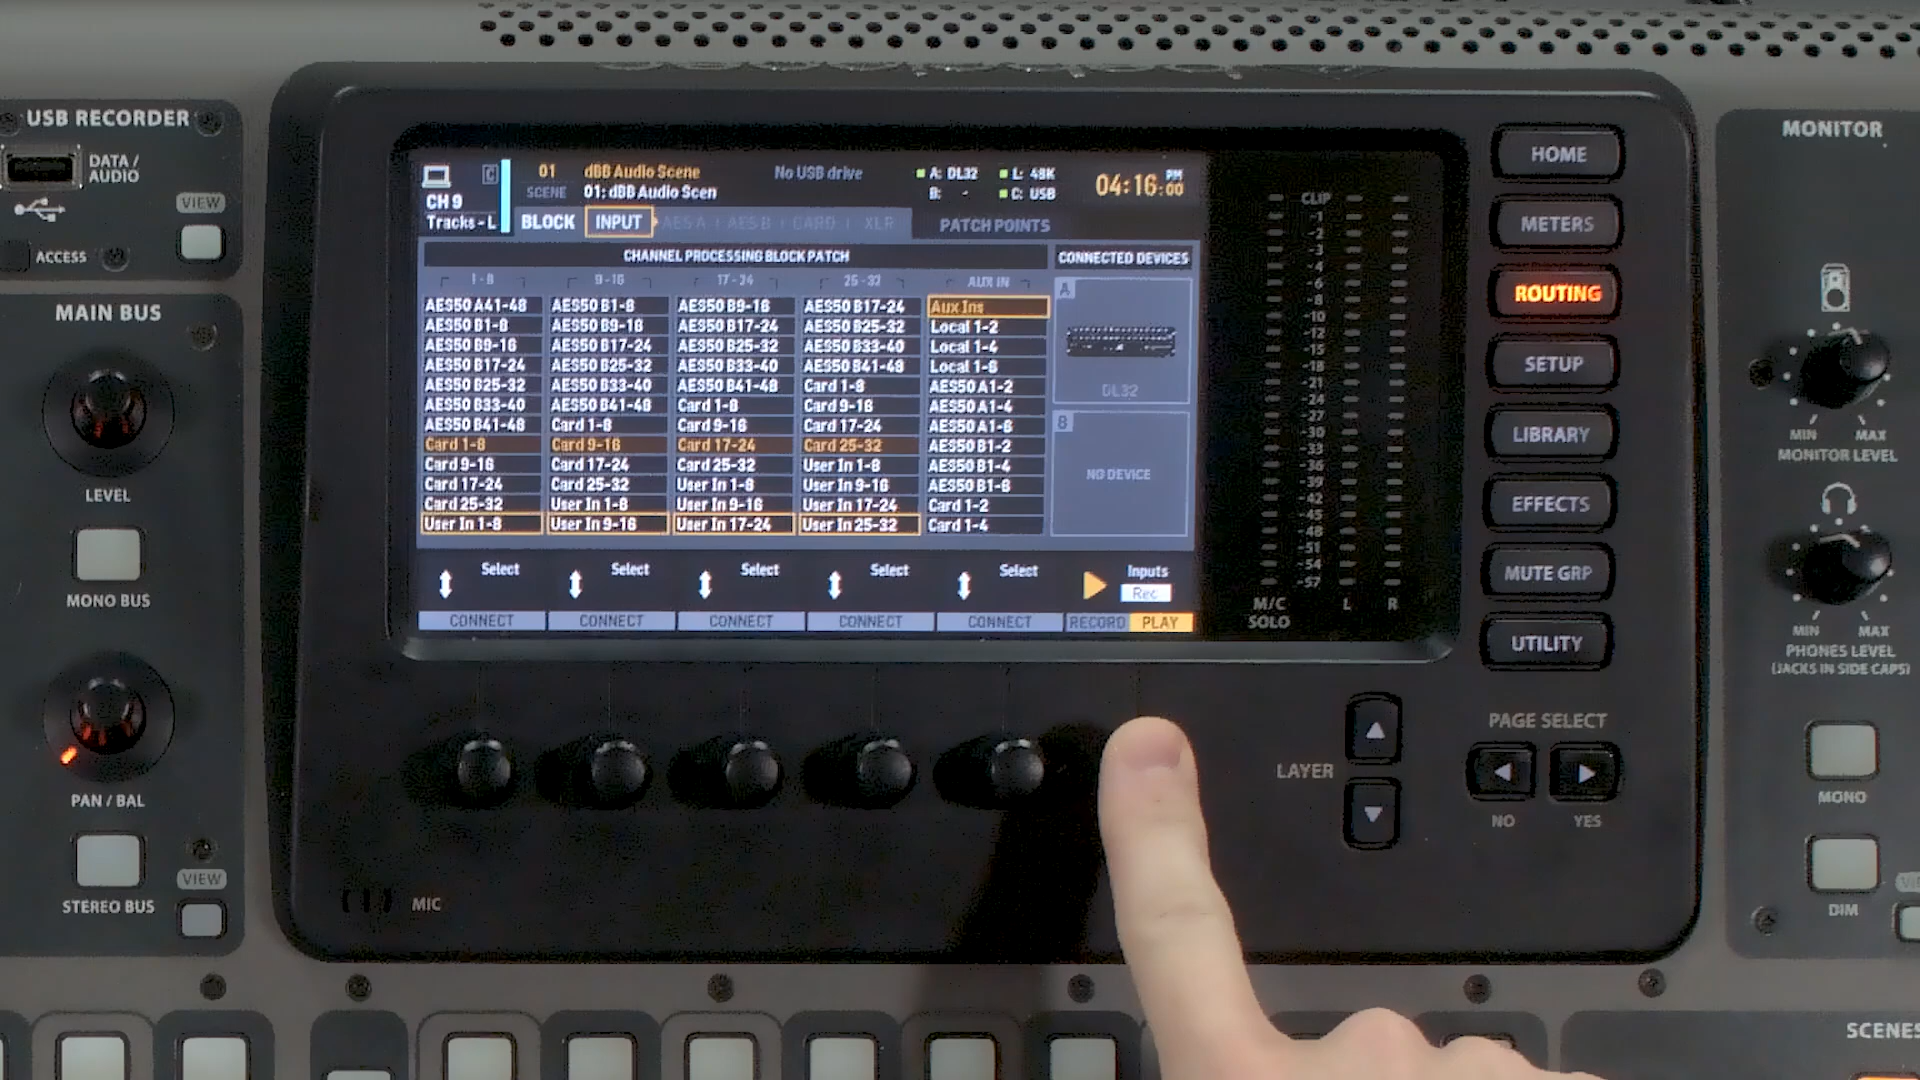 USB RECORDER
DATA /
AUDIO
VIEW
ACCESS
MAIN BUS
LEVEL
MONO BUS
PAN / BAL
VIEW
STEREO BUS
MIC
C
CH 9
Tracks - L
01
SCENE
dBB Audio Scene
01: dBB Audio Scen
No USB drive
A: DL32
B: -
L: 48K
C: USB
04:16:00 PM
BLOCK
INPUT
AES A
AES B
CARD
XLR
PATCH POINTS
CHANNEL PROCESSING BLOCK PATCH
CONNECTED DEVICES
1-8 9-16 17-24 25-32 AUX IN
AES50 A41-48 AES50 B1-8 AES50 B9-16 AES50 B17-24 Aux Ins
AES50 B1-8 AES50 B9-16 AES50 B17-24 AES50 B25-32 Local 1-2
AES50 B9-16 AES50 B17-24 AES50 B25-32 AES50 B33-40 Local 1-4
AES50 B17-24 AES50 B25-32 AES50 B33-40 AES50 B41-48 Local 1-6
AES50 B25-32 AES50 B33-40 AES50 B41-48 Card 1-8 AES50 A1-2
AES50 B33-40 AES50 B41-48 Card 1-8 Card 9-16 AES50 A1-4
AES50 B41-48 Card 1-8 Card 9-16 Card 17-24 AES50 A1-6
Card 1-8 Card 9-16 Card 17-24 Card 25-32 AES50 B1-2
Card 9-16 Card 17-24 Card 25-32 User In 1-8 AES50 B1-4
Card 17-24 Card 25-32 User In 1-8 User In 9-16 AES50 B1-6
Card 25-32 User In 1-8 User In 9-16 User In 17-24 Card 1-2
User In 1-8 User In 9-16 User In 17-24 User In 25-32 Card 1-4
A
DL32
B
NO DEVICE
Select Select Select Select Select
Inputs
Rec
CONNECT CONNECT CONNECT CONNECT CONNECT RECORD PLAY
CLIP
-1
-2
-3
-4
-6
-8
-10
-12
-15
-18
-21
-24
-27
-30
-33
-36
-39
-42
-45
-48
-51
-54
-57
M/C
SOLO
L
R
HOME
METERS
ROUTING
SETUP
LIBRARY
EFFECTS
MUTE GRP
UTILITY
LAYER
PAGE SELECT
NO
YES
MONITOR
MIN MAX
MONITOR LEVEL
MIN MAX
PHONES LEVEL
(JACKS IN SIDE CAPS)
MONO
DIM
SCENES